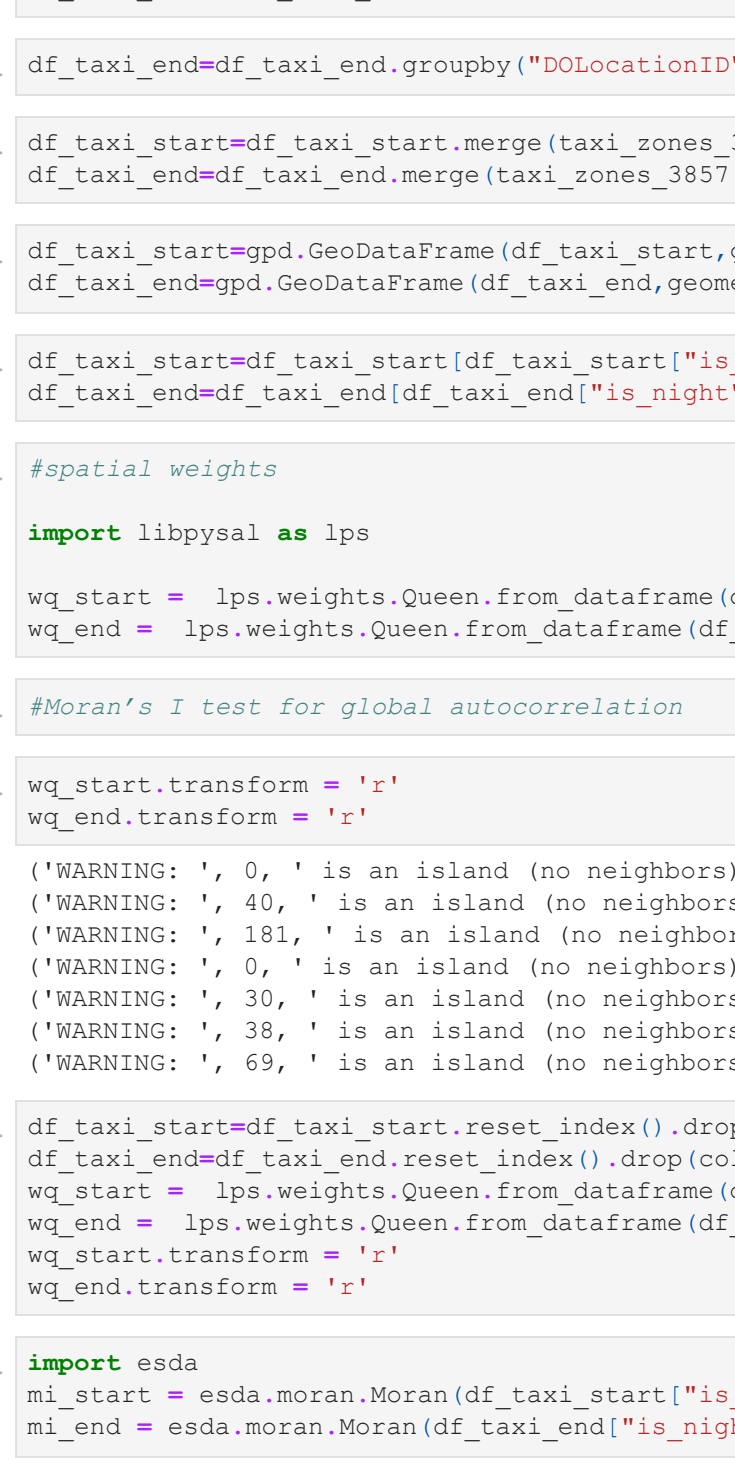 df_taxi_end=df_taxi_end.groupby("DOLocationID"
df_taxi_start=df_taxi_start.merge(taxi_zones_3
df_taxi_end=df_taxi_end.merge(taxi_zones_3857
df_taxi_start=gpd.GeoDataFrame(df_taxi_start,g
df_taxi_end=gpd.GeoDataFrame(df_taxi_end,geome
df_taxi_start=df_taxi_start[df_taxi_start["is_
df_taxi_end=df_taxi_end[df_taxi_end["is_night"
#spatial weights
import libpysal as lps
wq_start =  lps.weights.Queen.from_dataframe(d
wq_end =  lps.weights.Queen.from_dataframe(df_
#Moran’s I test for global autocorrelation
wq_start.transform = 'r'
wq_end.transform = 'r'
('WARNING: ', 0, ' is an island (no neighbors)
('WARNING: ', 40, ' is an island (no neighbors
('WARNING: ', 181, ' is an island (no neighbor
('WARNING: ', 0, ' is an island (no neighbors)
('WARNING: ', 30, ' is an island (no neighbors
('WARNING: ', 38, ' is an island (no neighbors
('WARNING: ', 69, ' is an island (no neighbors
df_taxi_start=df_taxi_start.reset_index().drop
df_taxi_end=df_taxi_end.reset_index().drop(col
wq_start =  lps.weights.Queen.from_dataframe(d
wq_end =  lps.weights.Queen.from_dataframe(df_
wq_start.transform = 'r'
wq_end.transform = 'r'
import esda
mi_start = esda.moran.Moran(df_taxi_start["is_
mi_end = esda.moran.Moran(df_taxi_end["is_nigh